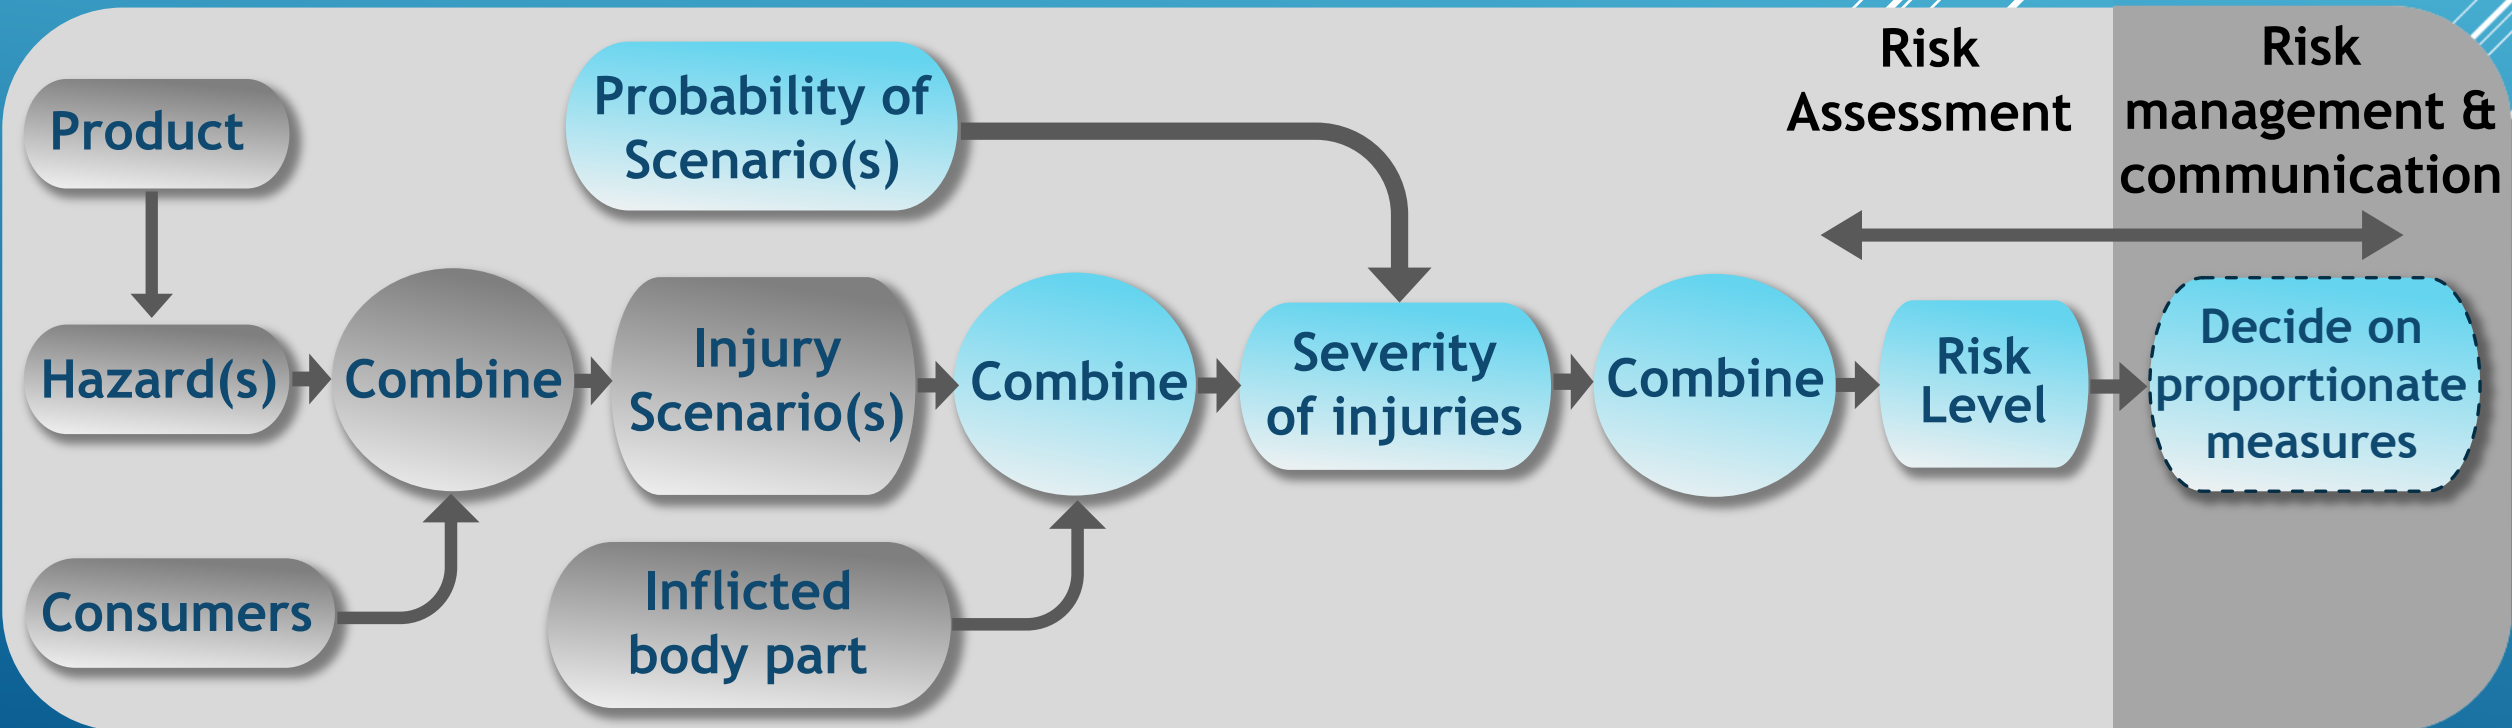 Product
Probability of
Scenario(s)
Risk
Assessment
Risk
management &
communication
Hazard(s)
Combine
Injury
Scenario(s)
Combine
Severity
of injuries
Combine
Risk
Level
Decide on
proportionate
measures
Consumers
Inflicted
body part